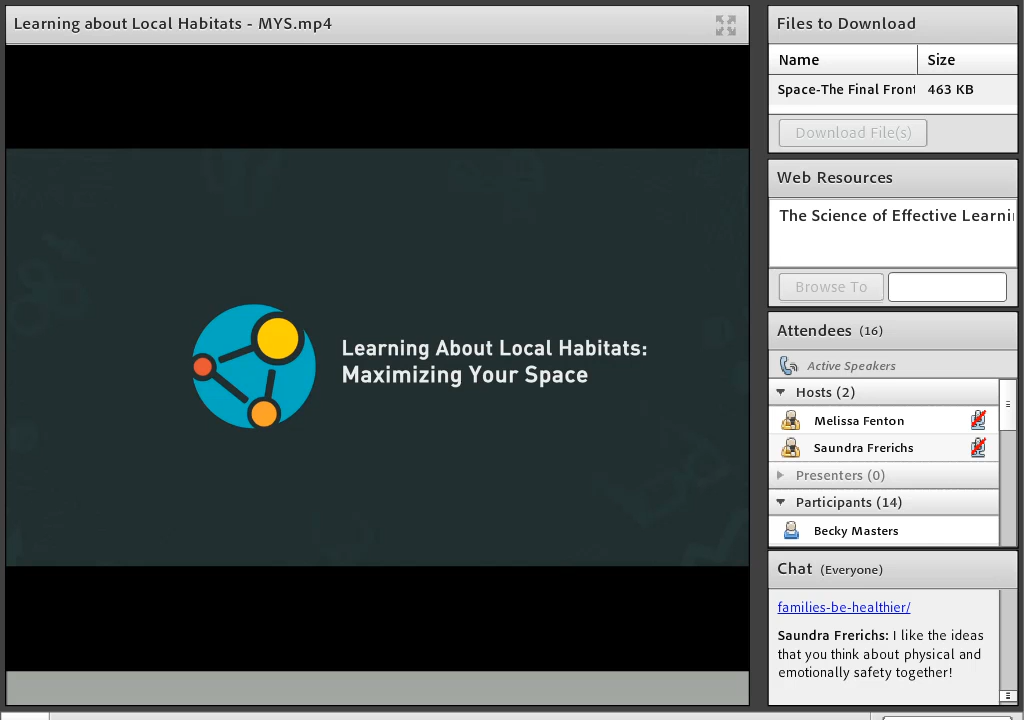 Learning about Local Habitats - MYS.mp4
Learning About Local Habitats:
Maximizing Your Space
Files to Download
Name Size
Space-The Final Front 463 KB
Download File(s)
Web Resources
The Science of Effective Learni
Browse To
Attendees (16)
Active Speakers
Hosts (2)
Melissa Fenton
Saundra Frerichs
Presenters (0)
Participants (14)
Becky Masters
Chat (Everyone)
families-be-healthier/
Saundra Frerichs: I like the ideas
that you think about physical and
emotionally safety together!